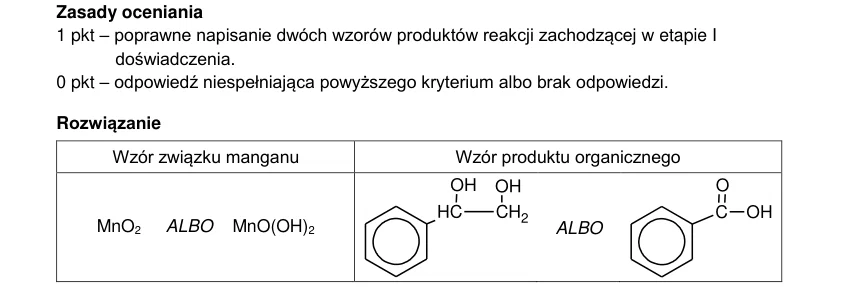 Zasady oceniania
1 pkt – poprawne napisanie dwóch wzorów produktów reakcji zachodzącej w etapie I
doświadczenia.
0 pkt – odpowiedź niespełniająca powyższego kryterium albo brak odpowiedzi.
Rozwiązanie
Wzór związku manganu Wzór produktu organicznego
MnO₂ ALBO MnO(OH)₂
OH OH
HC—CH₂
ALBO
O
C—OH